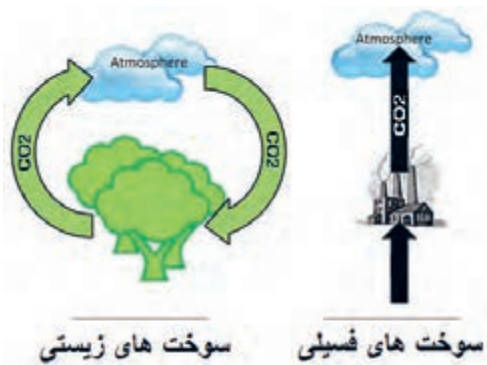 Atmosphere
CO2
CO2
سوخت های زیستی
Atmosphere
CO2
سوخت های فسیلی